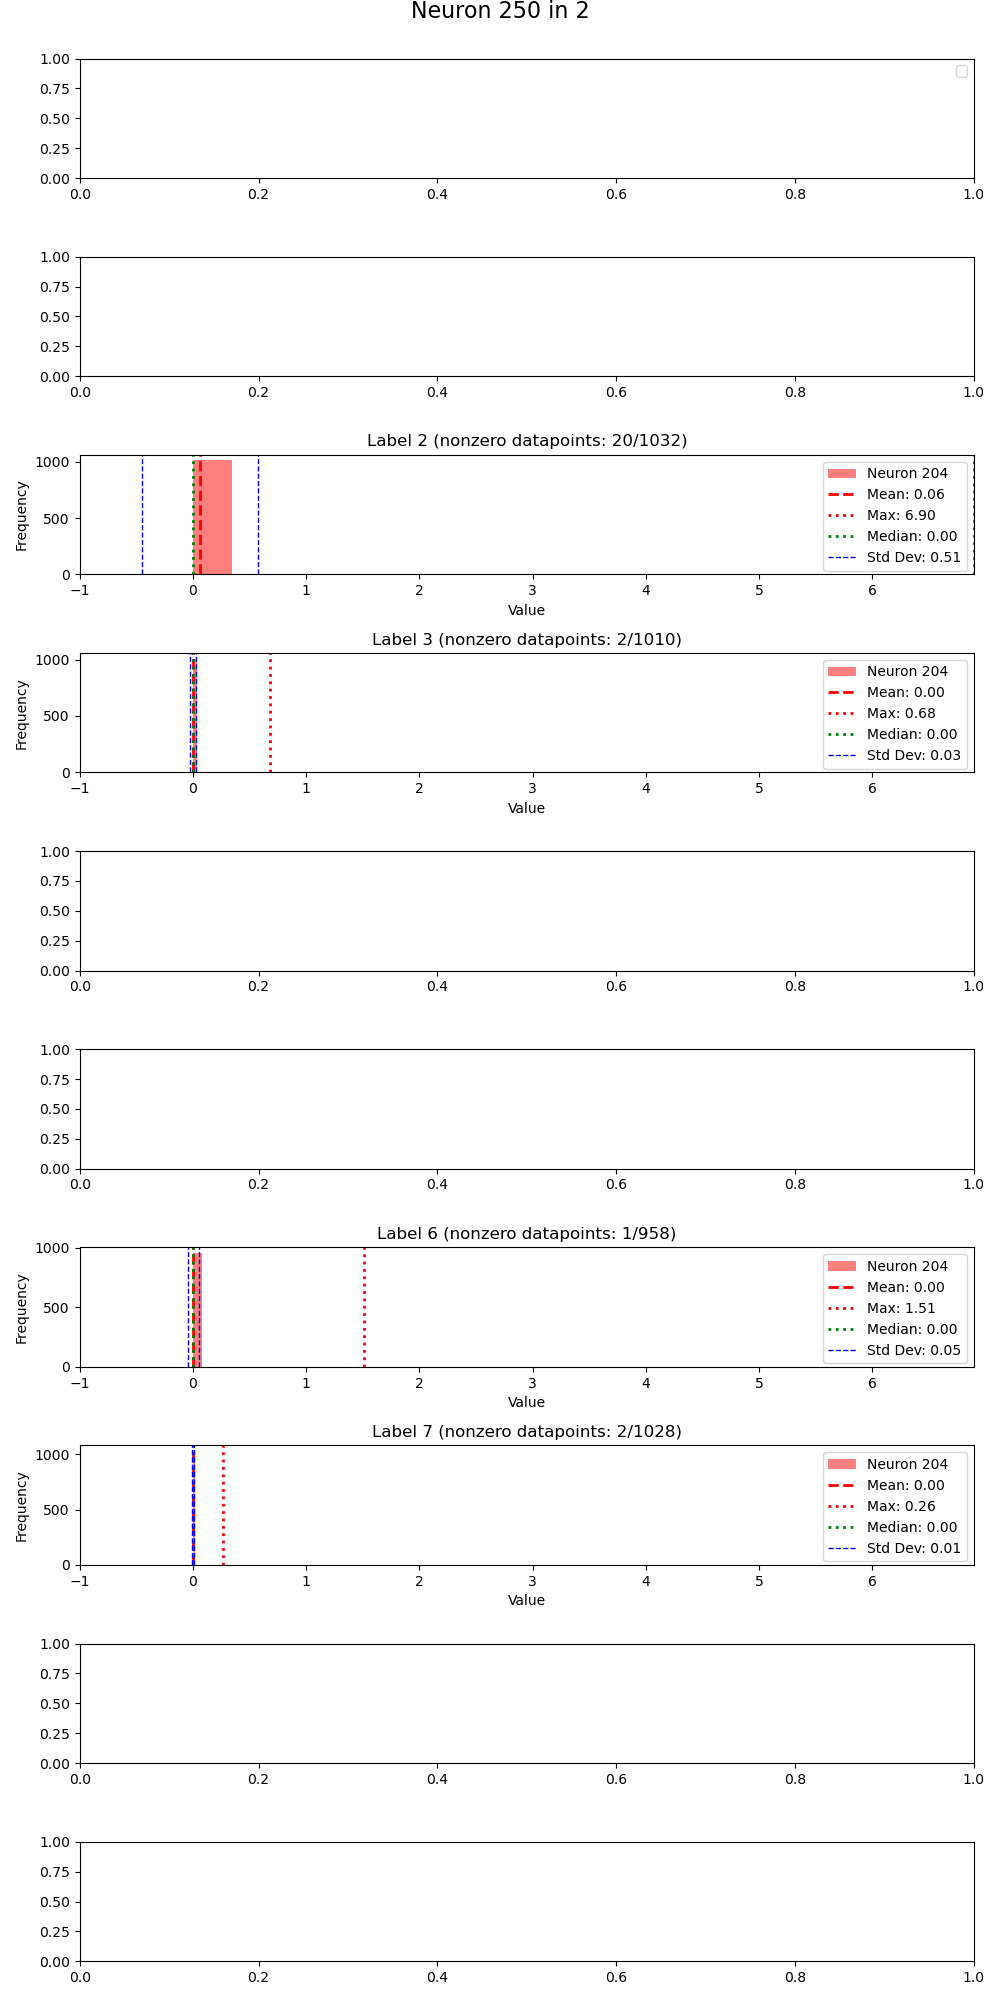 Neuron 250 in 2
1.00
0.75
0.50
0.25
0.00
0.0 0.2 0.4 0.6 0.8 1.0
1.00
0.75
0.50
0.25
0.00
0.0 0.2 0.4 0.6 0.8 1.0
Label 2 (nonzero datapoints: 20/1032)
Frequency
1000
500
0
Neuron 204
Mean: 0.06
Max: 6.90
Median: 0.00
Std Dev: 0.51
−1 0 1 2 3 4 5 6
Value
Label 3 (nonzero datapoints: 2/1010)
Frequency
1000
500
0
Neuron 204
Mean: 0.00
Max: 0.68
Median: 0.00
Std Dev: 0.03
−1 0 1 2 3 4 5 6
Value
1.00
0.75
0.50
0.25
0.00
0.0 0.2 0.4 0.6 0.8 1.0
1.00
0.75
0.50
0.25
0.00
0.0 0.2 0.4 0.6 0.8 1.0
Label 6 (nonzero datapoints: 1/958)
Frequency
1000
500
0
Neuron 204
Mean: 0.00
Max: 1.51
Median: 0.00
Std Dev: 0.05
−1 0 1 2 3 4 5 6
Value
Label 7 (nonzero datapoints: 2/1028)
Frequency
1000
500
0
Neuron 204
Mean: 0.00
Max: 0.26
Median: 0.00
Std Dev: 0.01
−1 0 1 2 3 4 5 6
Value
1.00
0.75
0.50
0.25
0.00
0.0 0.2 0.4 0.6 0.8 1.0
1.00
0.75
0.50
0.25
0.00
0.0 0.2 0.4 0.6 0.8 1.0